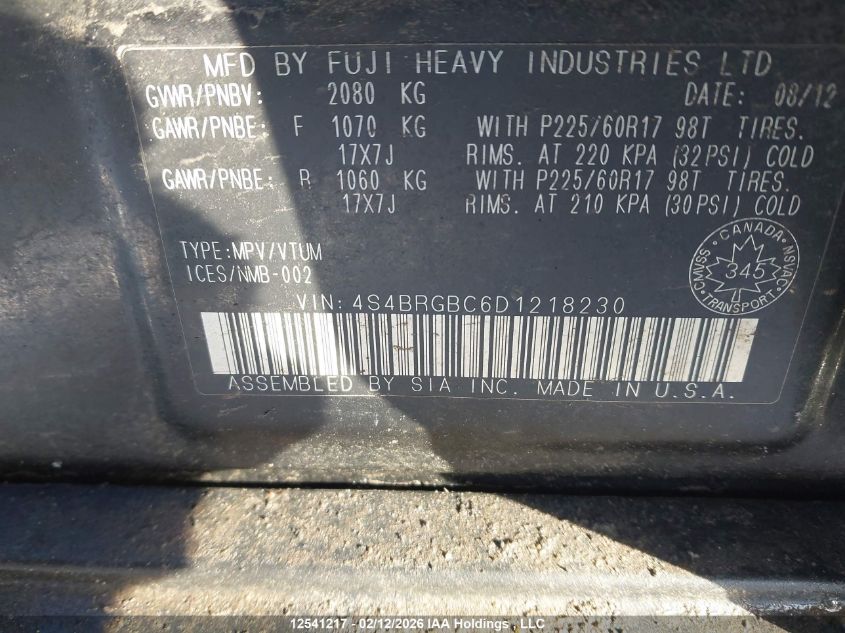 MFD BY FUJI HEAVY INDUSTRIES LTD
GVWR/PNBV: 2080 KG DATE: 08/12
GAWR/PNBE: F 1070 KG WITH P225/60R17 98T TIRES.
17X7J RIMS. AT 220 KPA (32PSI) COLD
GAWR/PNBE: R 1060 KG WITH P225/60R17 98T TIRES.
17X7J RIMS. AT 210 KPA (30PSI) COLD
TYPE:MPV/VTUM
ICES/NMB-002
CANADA
CMVSS 345 NSVAC
TRANSPORT
VIN: 4S4BRGBC6D1218230
ASSEMBLED BY SIA INC. MADE IN U.S.A.
12541217 - 02/12/2026 IAA Holdings, LLC